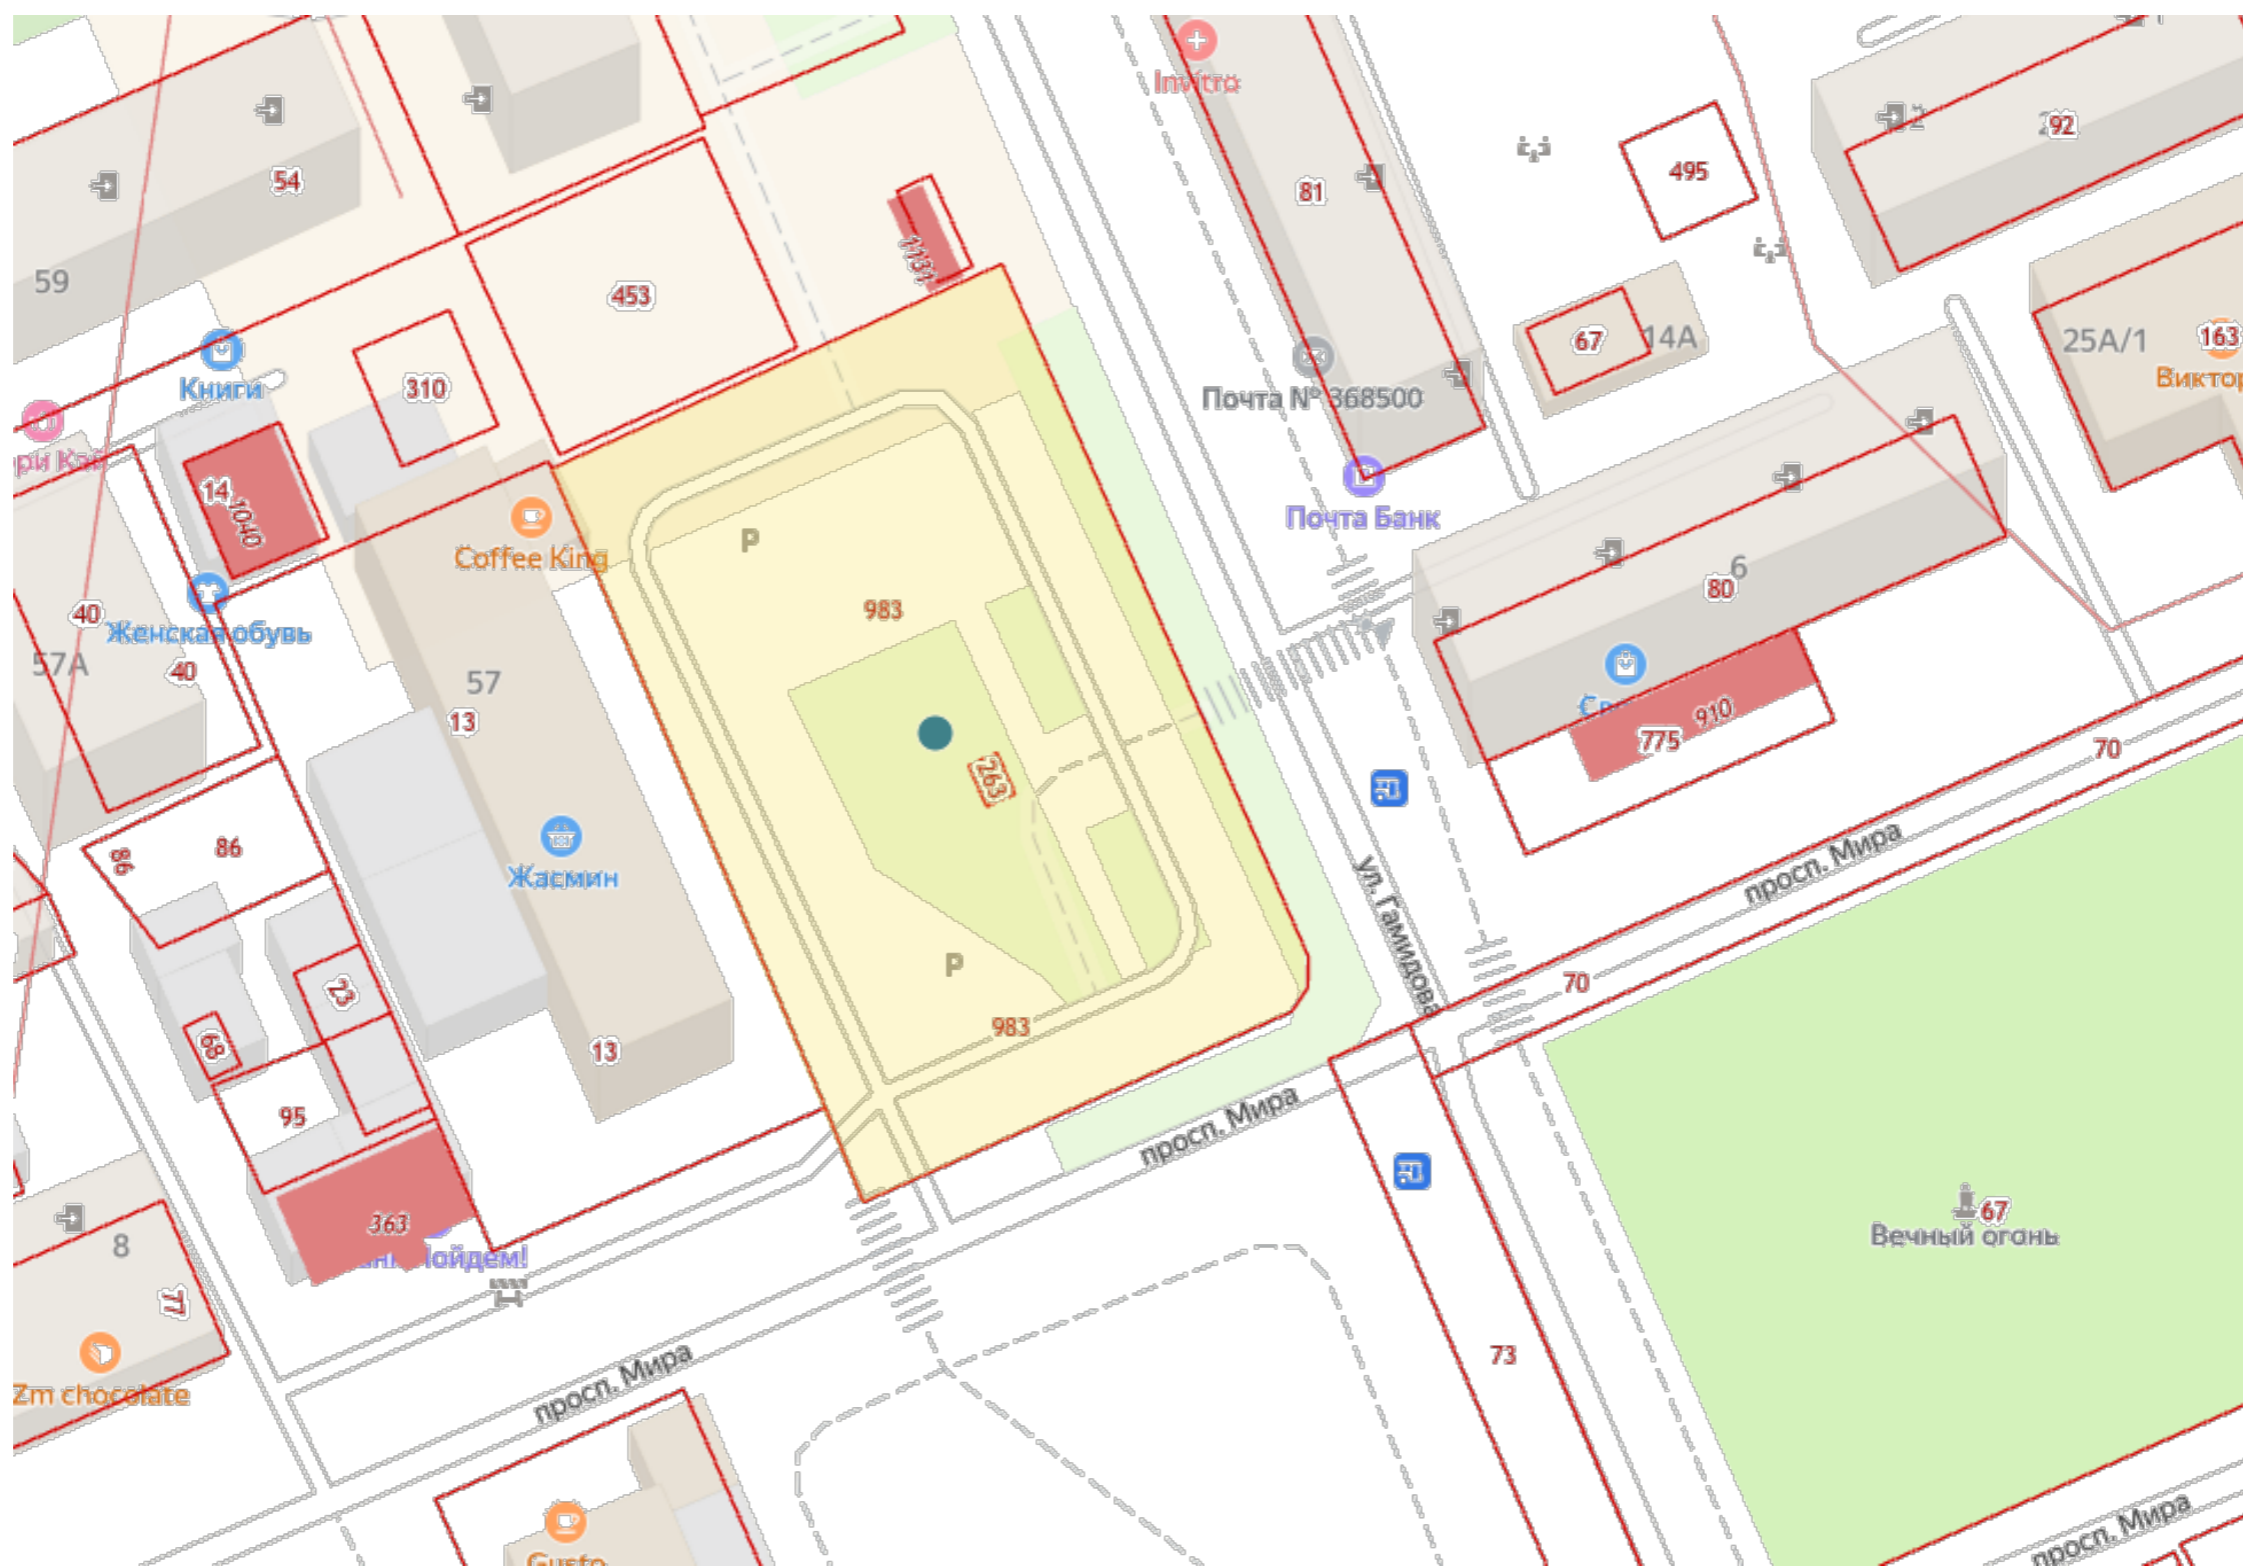 Invitro
92
81
495
54
1131
59
453
14А
67
25А/1
163
Книги
310
Почта № 368500
14
1040
Почта Банк
Coffee King
P
6
80
983
40
Женская обувь
57А
40
57
13
910
775
70
263
86
86
Жасмин
ул. Гамидова
просп. Мира
P
70
23
983
68
13
95
просп. Мира
363
67
Вечный огонь
8
77
73
Zm chocolate
просп. Мира
просп. Мира
Gusto